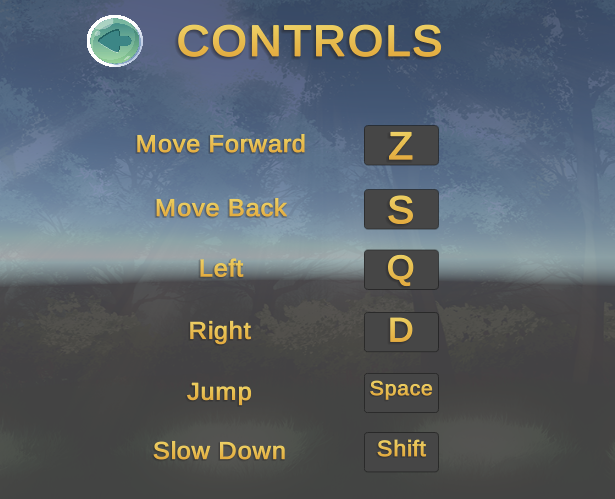 CONTROLS
Move Forward Z
Move Back S
Left Q
Right D
Jump Space
Slow Down Shift